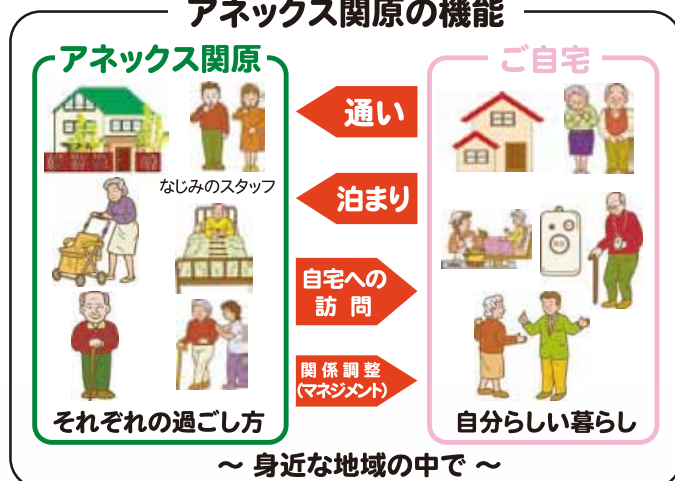 アネックス関原の機能
アネックス関原
ご自宅
通い
なじみのスタッフ
泊まり
自宅への
訪問
関係調整
(マネジメント)
それぞれの過ごし方
自分らしい暮らし
～ 身近な地域の中で ～